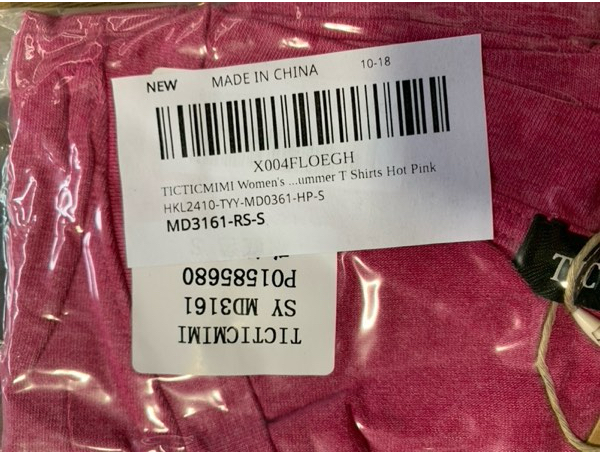 NEW MADE IN CHINA 10-18
X004FLOEGH
TICTICMIMI Women's ...ummer T Shirts Hot Pink
HKL2410-TYY-MD0361-HP-S
MD3161-RS-S
TICTICMIMI
SY MD3161
P01585680